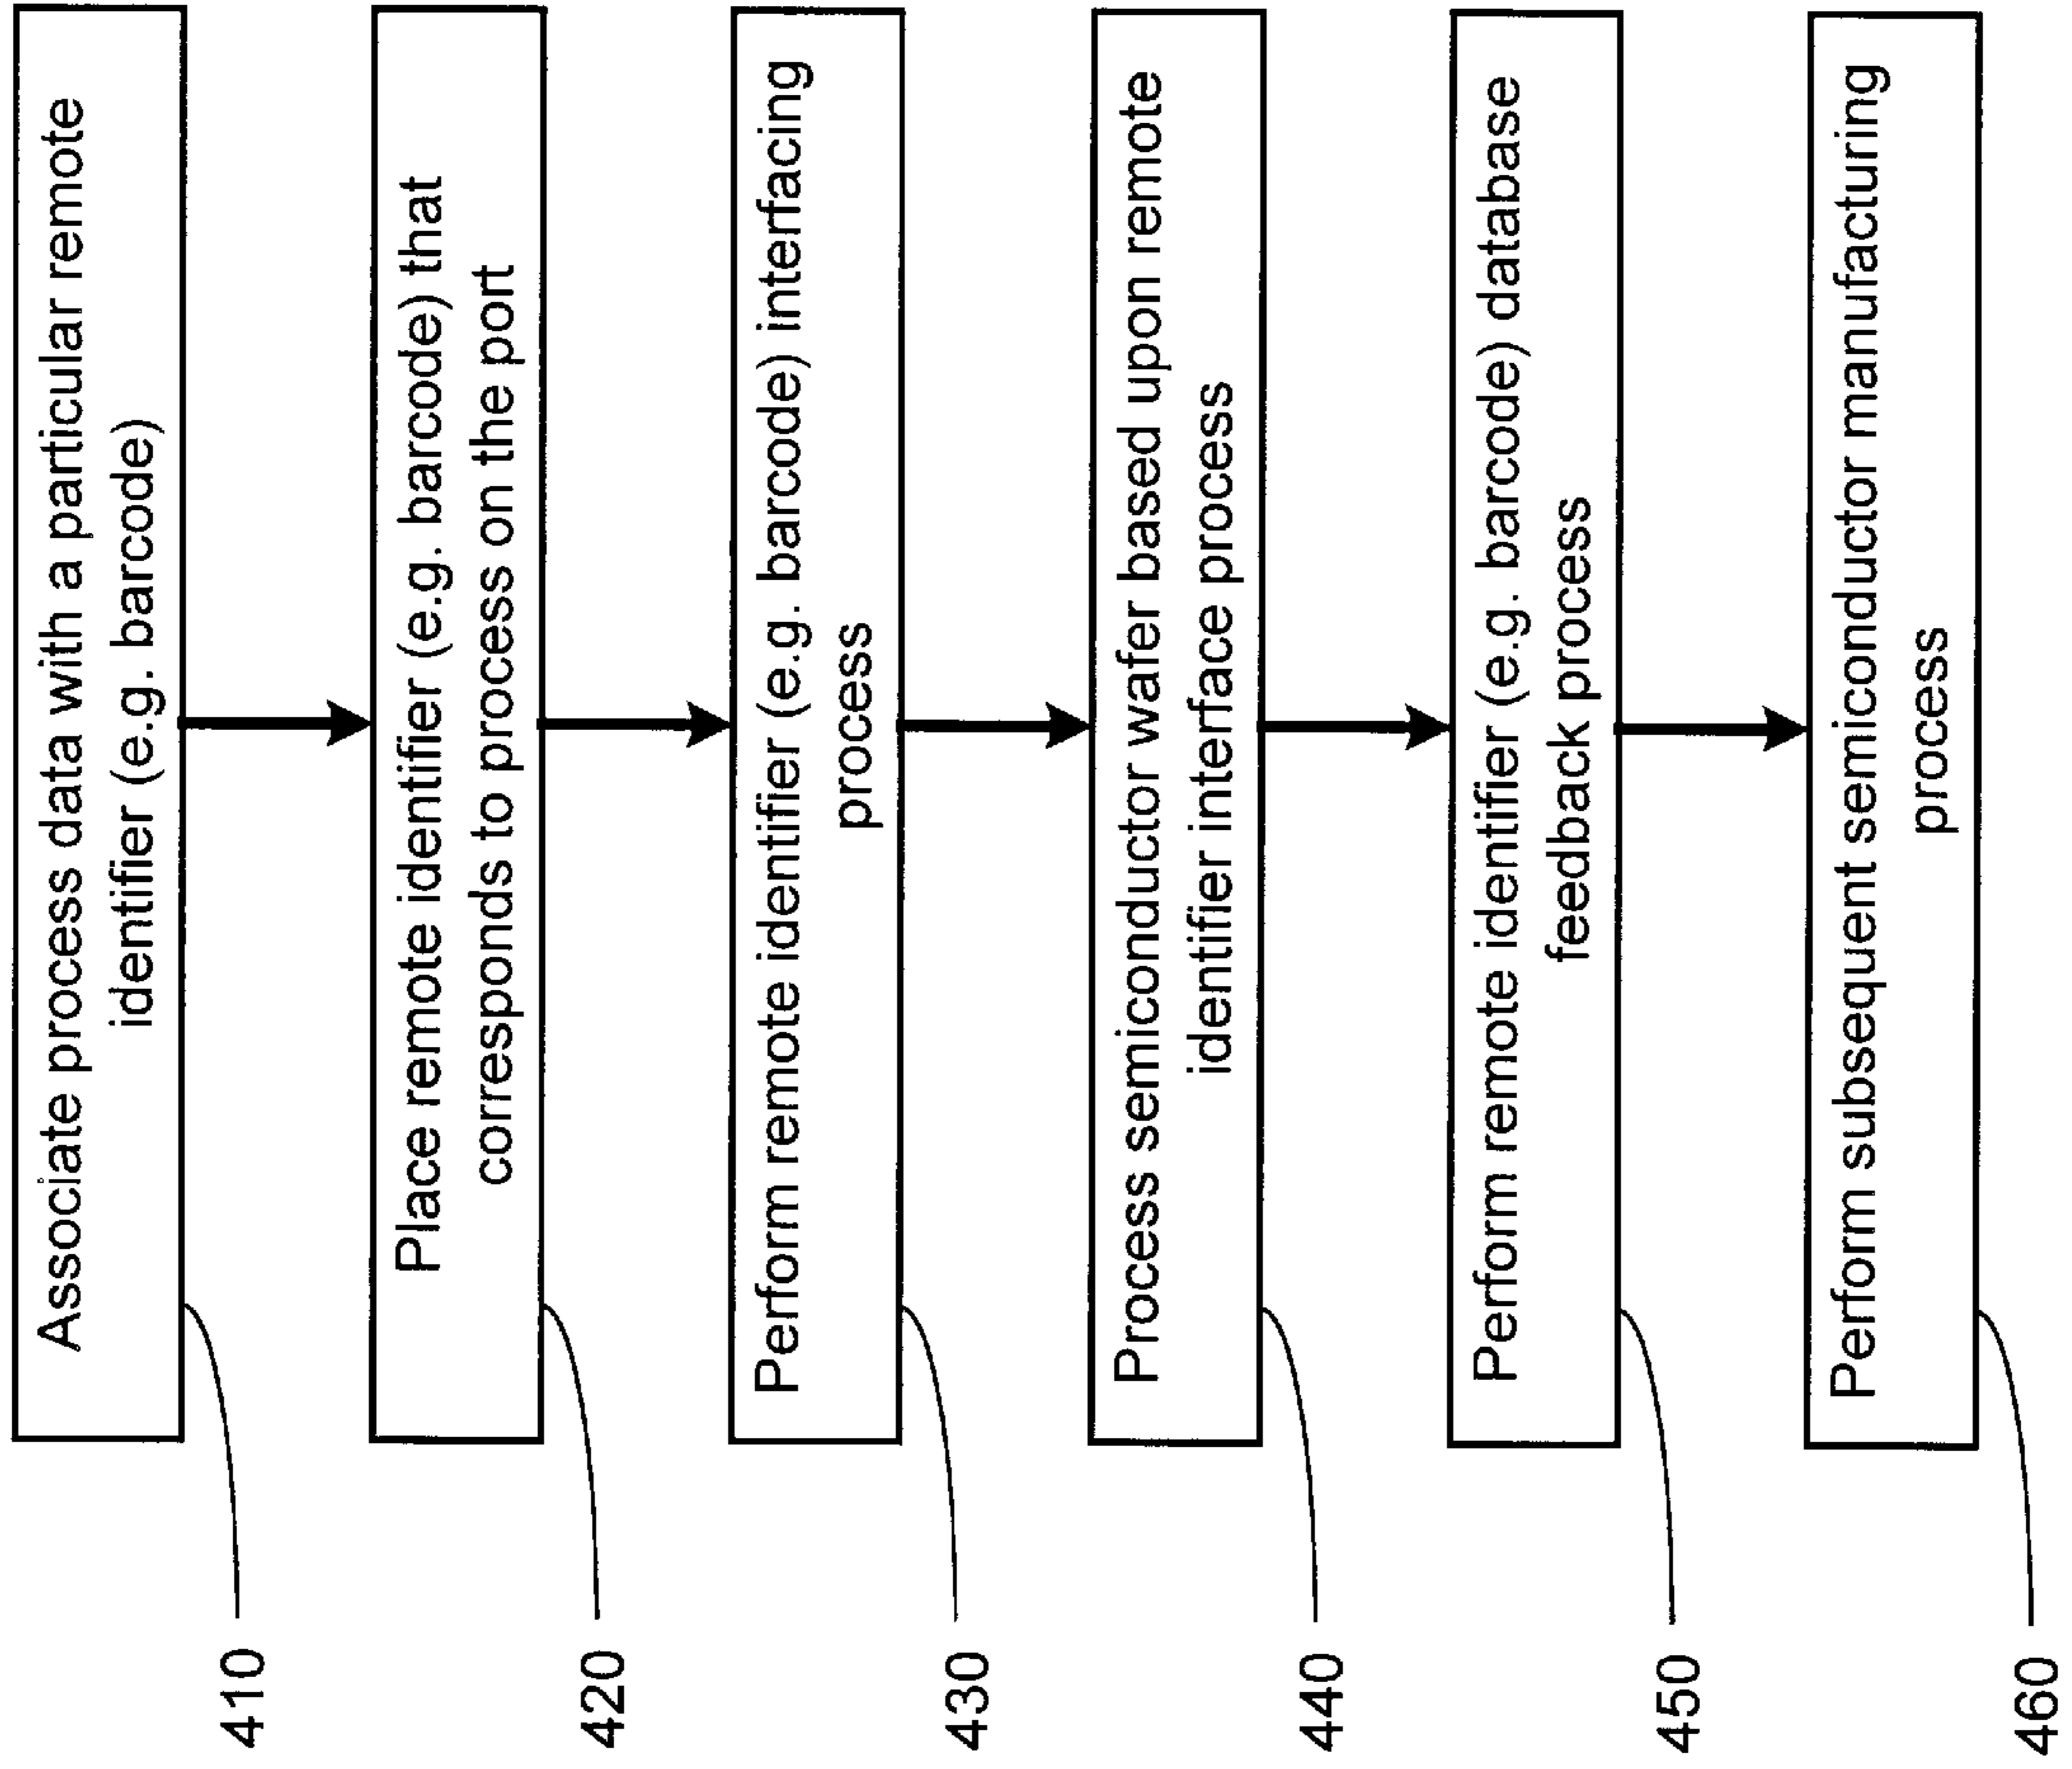 Associate process data with a particular remote
identifier (e.g. barcode)
410
Place remote identifier (e.g. barcode) that
corresponds to process on the port
420
Perform remote identifier (e.g. barcode) interfacing
process
430
Process semiconductor wafer based upon remote
identifier interface process
440
Perform remote identifier (e.g. barcode) database
feedback process
450
Perform subsequent semiconductor manufacturing
process
460